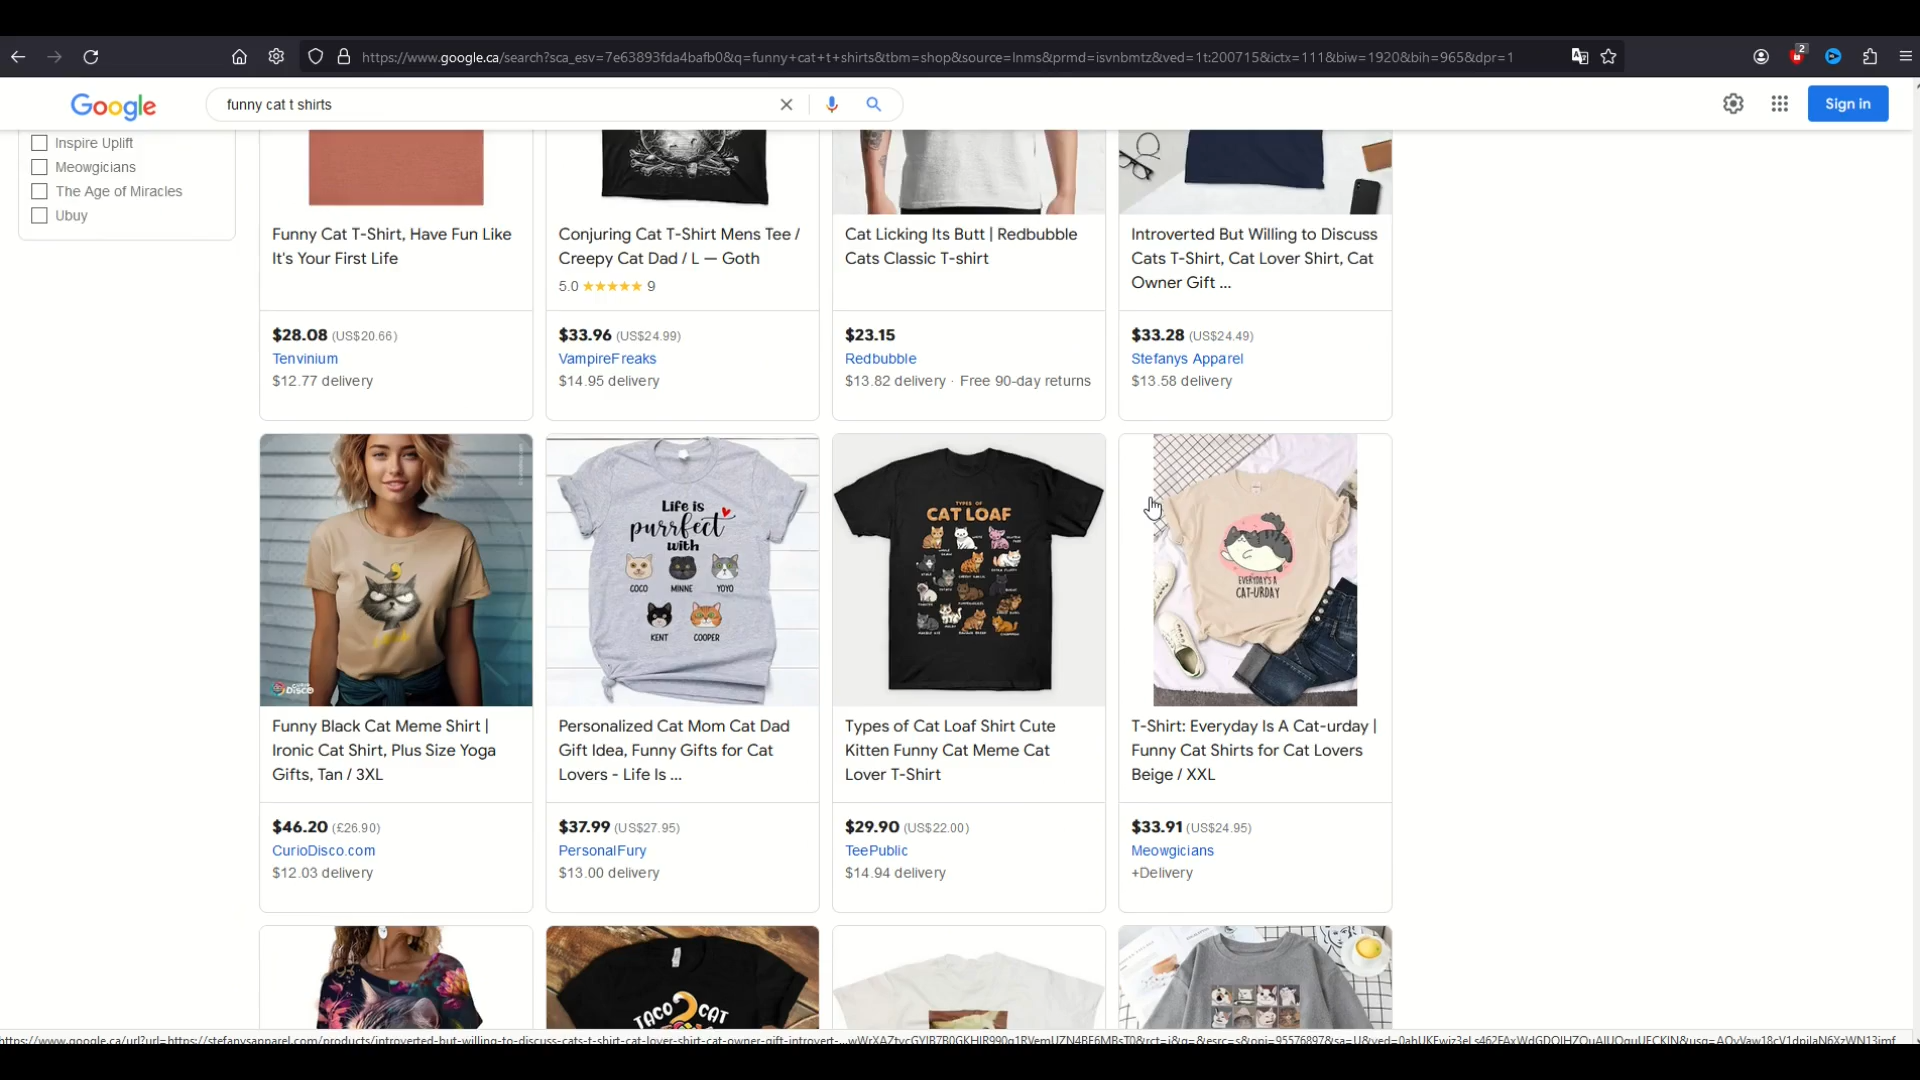 https://www.google.ca/search?sca_esv=7e63893fda4bafb0&q=funny+cat+t+shirts&tbm=shop&source=lnms&prmd=isvnbmtz&ved=1t:200715&ictx=111&biw=1920&bih=965&dpr=1
2
Google
funny cat t shirts
Sign in
Inspire Uplift
Meowgicians
The Age of Miracles
Ubuy
Funny Cat T-Shirt, Have Fun Like
It's Your First Life
$28.08 (US$20.66)
Tenvinium
$12.77 delivery
Conjuring Cat T-Shirt Mens Tee /
Creepy Cat Dad / L — Goth
5.0 ★★★★★ 9
$33.96 (US$24.99)
VampireFreaks
$14.95 delivery
Cat Licking Its Butt | Redbubble
Cats Classic T-shirt
$23.15
Redbubble
$13.82 delivery · Free 90-day returns
Introverted But Willing to Discuss
Cats T-Shirt, Cat Lover Shirt, Cat
Owner Gift ...
$33.28 (US$24.49)
Stefanys Apparel
$13.58 delivery
DISCO
Funny Black Cat Meme Shirt |
Ironic Cat Shirt, Plus Size Yoga
Gifts, Tan / 3XL
$46.20 (£26.90)
CurioDisco.com
$12.03 delivery
Life is
purrfect
with
COCO MINNE YOYO
KENT COOPER
Personalized Cat Mom Cat Dad
Gift Idea, Funny Gifts for Cat
Lovers - Life Is ...
$37.99 (US$27.95)
PersonalFury
$13.00 delivery
TYPES OF
CAT LOAF
Types of Cat Loaf Shirt Cute
Kitten Funny Cat Meme Cat
Lover T-Shirt
$29.90 (US$22.00)
TeePublic
$14.94 delivery
EVERYDAY'S A
CAT-URDAY
T-Shirt: Everyday Is A Cat-urday |
Funny Cat Shirts for Cat Lovers
Beige / XXL
$33.91 (US$24.95)
Meowgicians
+Delivery
TACO CAT